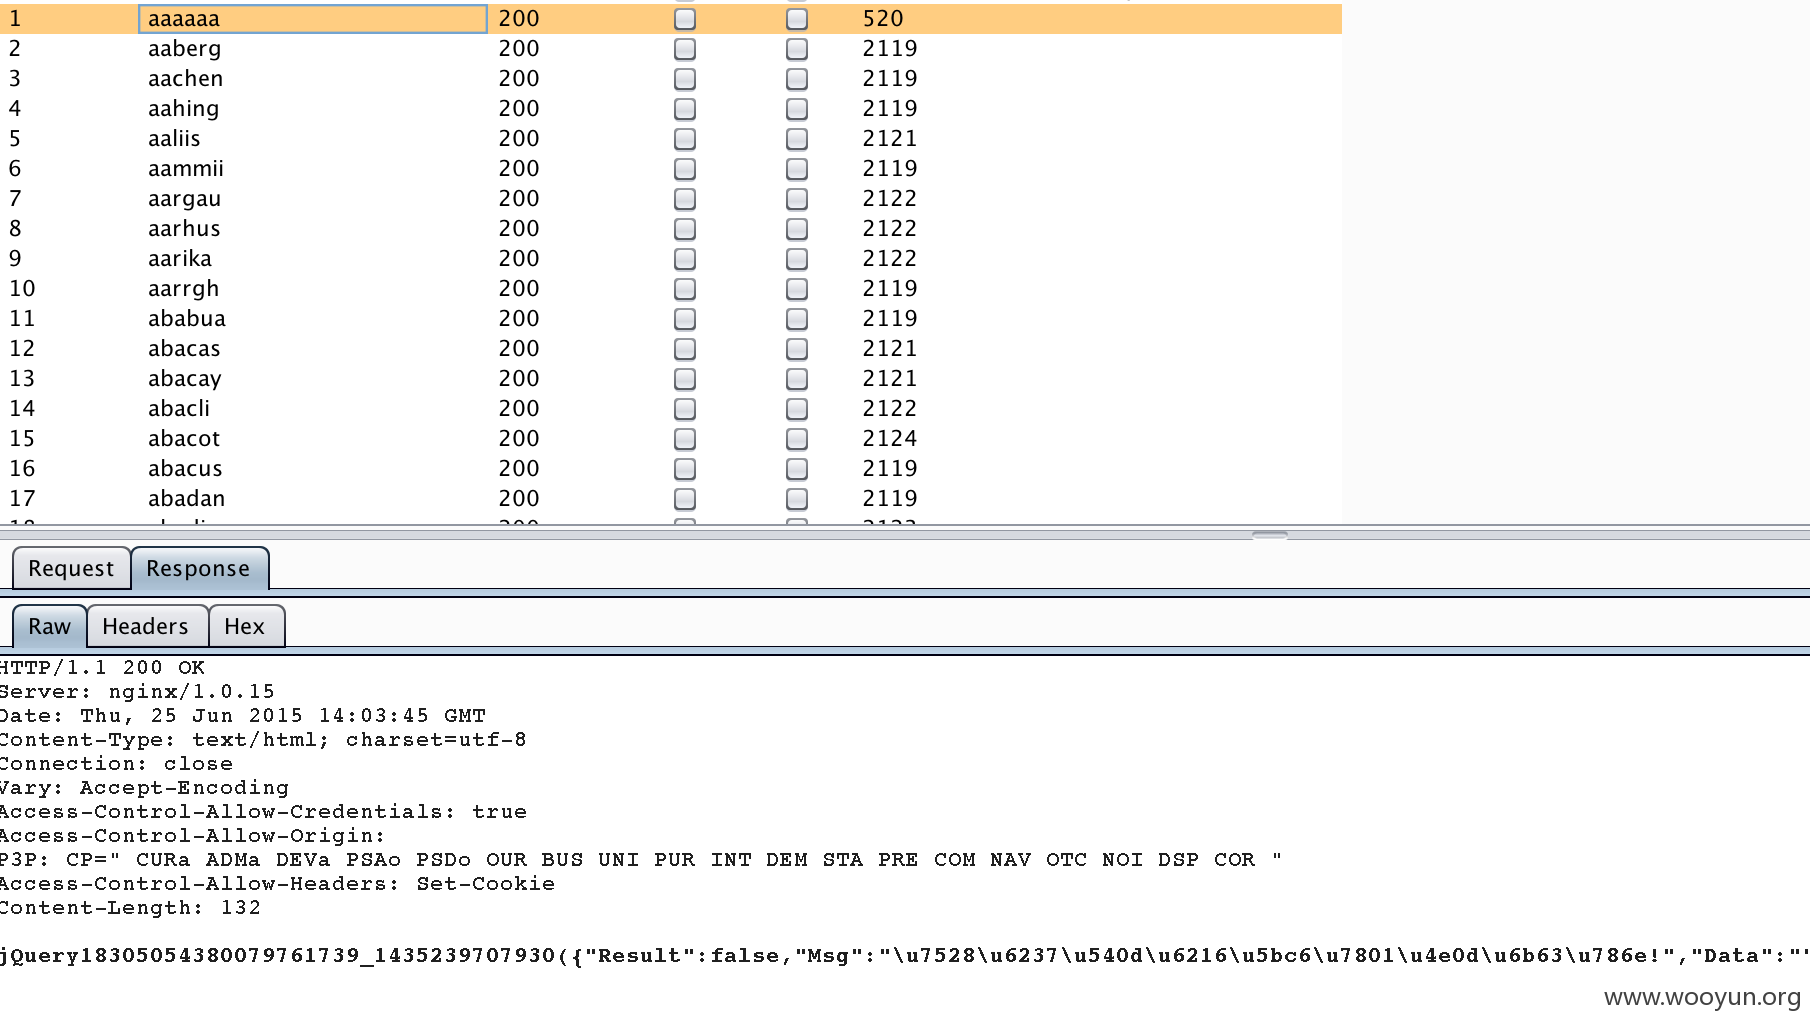 1 aaaaaa 200 520
2 aaberg 200 2119
3 aachen 200 2119
4 aahing 200 2119
5 aaliis 200 2121
6 aammii 200 2119
7 aargau 200 2122
8 aarhus 200 2122
9 aarika 200 2122
10 aarrgh 200 2119
11 ababua 200 2119
12 abacas 200 2121
13 abacay 200 2121
14 abacli 200 2122
15 abacot 200 2124
16 abacus 200 2119
17 abadan 200 2119
Request Response
Raw Headers Hex
HTTP/1.1 200 OK
Server: nginx/1.0.15
Date: Thu, 25 Jun 2015 14:03:45 GMT
Content-Type: text/html; charset=utf-8
Connection: close
Vary: Accept-Encoding
Access-Control-Allow-Credentials: true
Access-Control-Allow-Origin:
P3P: CP=" CURa ADMa DEVa PSAo PSDo OUR BUS UNI PUR INT DEM STA PRE COM NAV OTC NOI DSP COR "
Access-Control-Allow-Headers: Set-Cookie
Content-Length: 132
jQuery18305054380079761739_1435239707930({"Result":false,"Msg":"\u7528\u6237\u540d\u6216\u5bc6\u7801\u4e0d\u6b63\u786e!","Data":"
www.wooyun.org